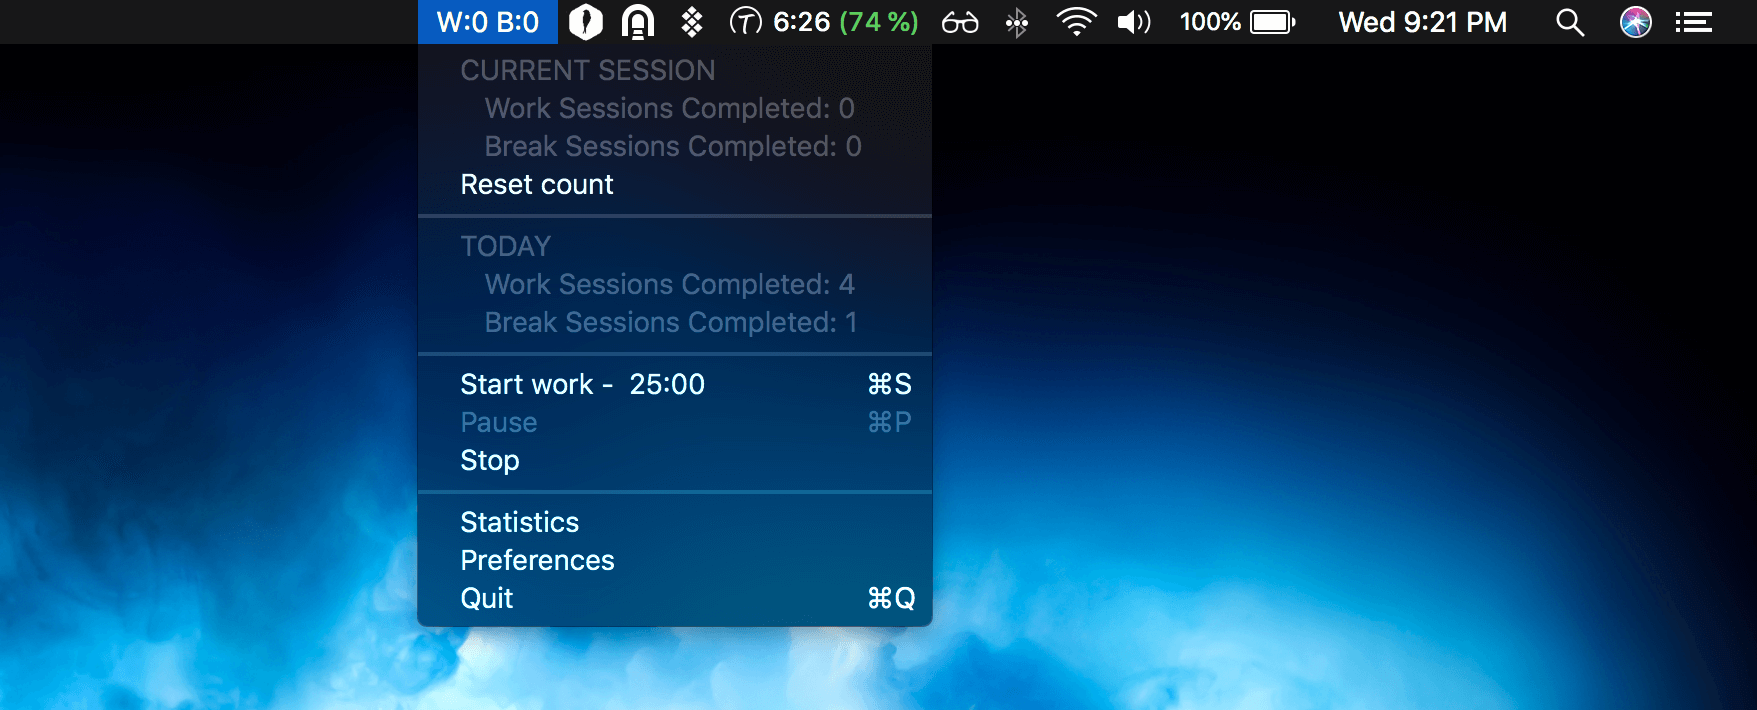 W:0 B:0 6:26 (74 %) 100% Wed 9:21 PM
CURRENT SESSION
Work Sessions Completed: 0
Break Sessions Completed: 0
Reset count
TODAY
Work Sessions Completed: 4
Break Sessions Completed: 1
Start work - 25:00 ⌘S
Pause ⌘P
Stop
Statistics
Preferences
Quit ⌘Q